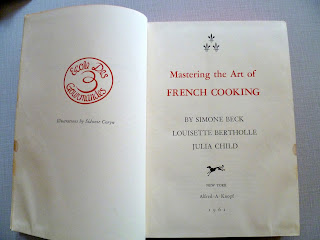 École Des
3
Gourmandes
Illustrations by Sidonie Coryn
Mastering the Art of
FRENCH COOKING
BY SIMONE BECK
LOUISETTE BERTHOLLE
JULIA CHILD
NEW YORK
Alfred · A · Knopf
1961